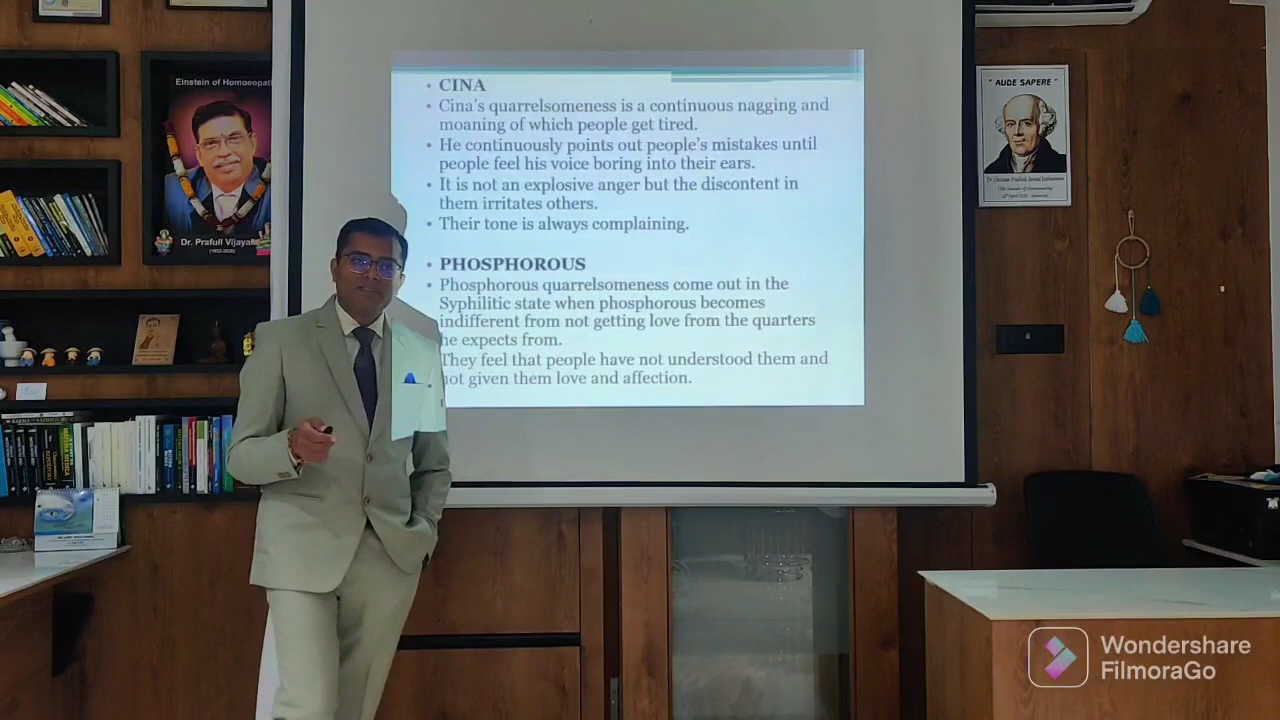 Einstein of Homoeopath
Dr. Prafull Vijayak
• CINA
• Cina's quarrelsomeness is a continuous nagging and
moaning of which people get tired.
• He continuously points out people's mistakes until
people feel his voice boring into their ears.
• It is not an explosive anger but the discontent in
them irritates others.
• Their tone is always complaining.
• PHOSPHOROUS
• Phosphorous quarrelsomeness come out in the
Syphilitic state when phosphorous becomes
indifferent from not getting love from the quarters
he expects from.
They feel that people have not understood them and
not given them love and affection.
" AUDE SAPERE "
Wondershare
FilmoraGo